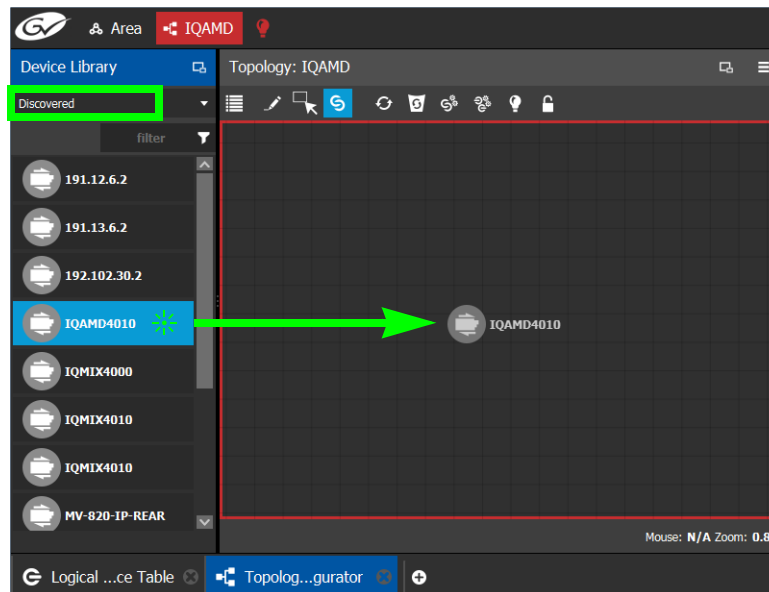 GV Area IQAMD
Device Library
Topology: IQAMD
Discovered
filter
191.12.6.2
191.13.6.2
192.102.30.2
IQAMD4010
IQAMD4010
IQMIX4000
IQMIX4010
IQMIX4010
MV-820-IP-REAR
Mouse: N/A Zoom: 0.8
Logical ...ce Table
Topolog...gurator